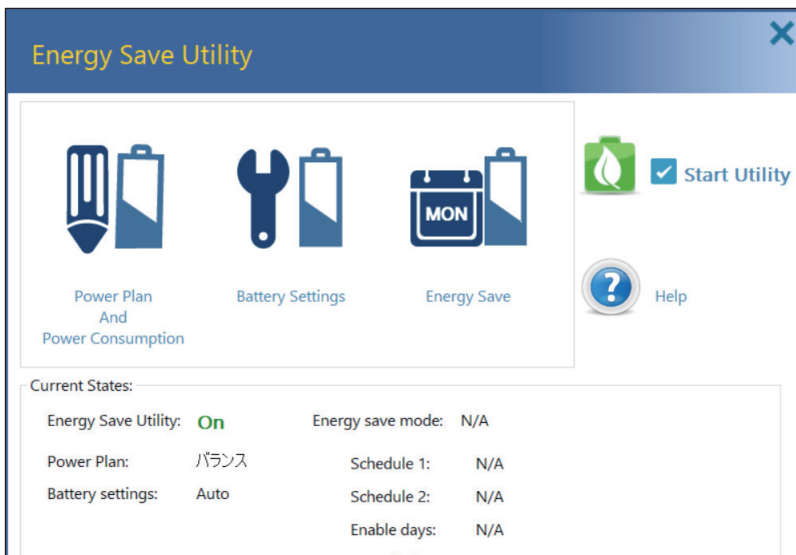 Energy Save Utility
MON
Start Utility
Power Plan
And
Power Consumption
Battery Settings
Energy Save
Help
Current States:
Energy Save Utility: On
Energy save mode: N/A
Power Plan: バランス
Schedule 1: N/A
Battery settings: Auto
Schedule 2: N/A
Enable days: N/A